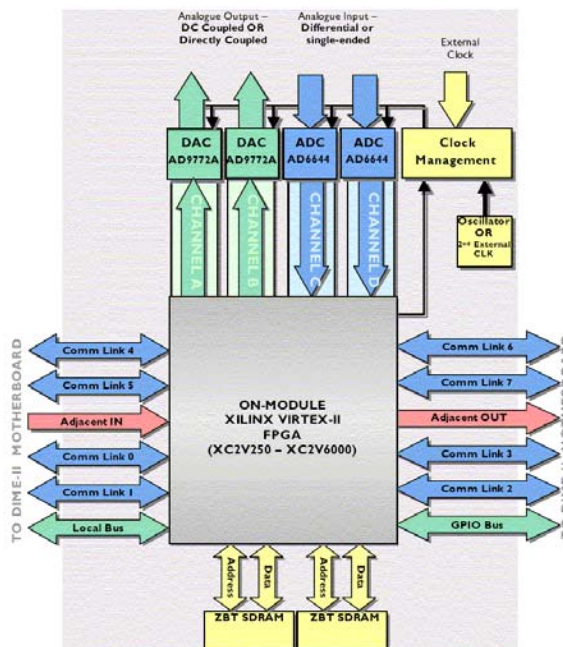 Analogue Output –
DC Coupled OR
Directly Coupled
Analogue Input –
Differential or
single-ended
External
Clock
DAC
AD9772A
DAC
AD9772A
ADC
AD6644
ADC
AD6644
Clock
Management
Oscillator
OR
2nd External
CLK
CHANNEL A
CHANNEL B
CHANNEL C
CHANNEL D
TO DIME-II MOTHERBOARD
Comm Link 4
Comm Link 5
Adjacent IN
Comm Link 0
Comm Link 1
Local Bus
ON-MODULE
XILINX VIRTEX-II
FPGA
(XC2V250 – XC2V6000)
Comm Link 6
Comm Link 7
Adjacent OUT
Comm Link 3
Comm Link 2
GPIO Bus
Address
Data
Address
Data
ZBT SDRAM
ZBT SDRAM